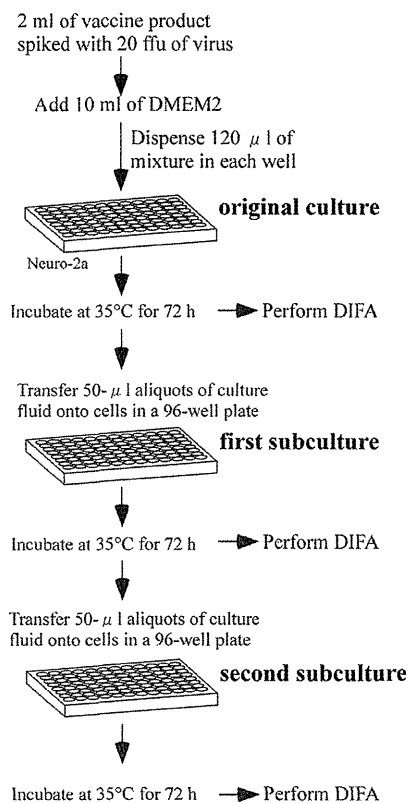 2 ml of vaccine product
spiked with 20 ffu of virus
Add 10 ml of DMEM2
Dispense 120 μl of
mixture in each well
original culture
Neuro-2a
Incubate at 35°C for 72 h
Perform DIFA
Transfer 50-μl aliquots of culture
fluid onto cells in a 96-well plate
first subculture
Incubate at 35°C for 72 h
Perform DIFA
Transfer 50-μl aliquots of culture
fluid onto cells in a 96-well plate
second subculture
Incubate at 35°C for 72 h
Perform DIFA